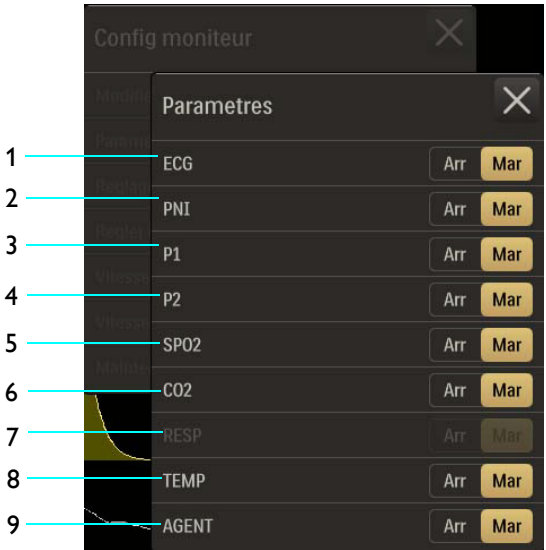 Config moniteur
Parametres
1 ECG Arr Mar
2 PNI Arr Mar
3 P1 Arr Mar
4 P2 Arr Mar
5 SPO2 Arr Mar
6 CO2 Arr Mar
7 RESP Arr Mar
8 TEMP Arr Mar
9 AGENT Arr Mar
Vitesse
Vitesse